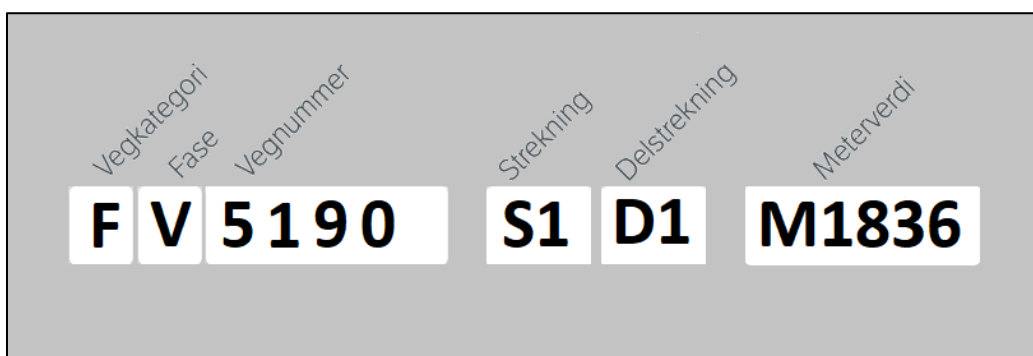 Vegkategori Fase Vegnummer Strekning Delstrekning Meterverdi
F V 5190 S1 D1 M1836